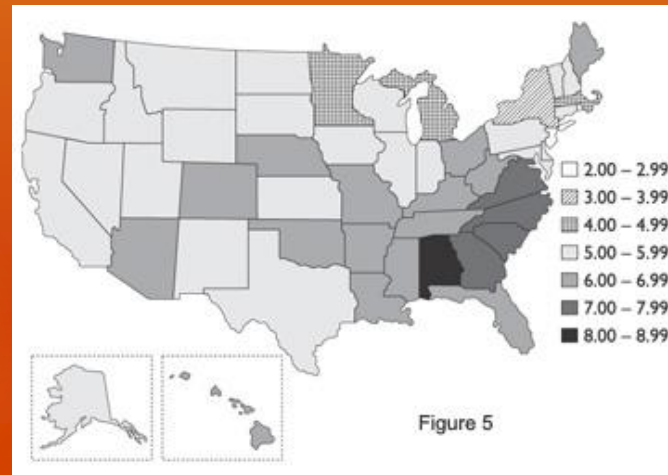 2.00 – 2.99
3.00 – 3.99
4.00 – 4.99
5.00 – 5.99
6.00 – 6.99
7.00 – 7.99
8.00 – 8.99
Figure 5